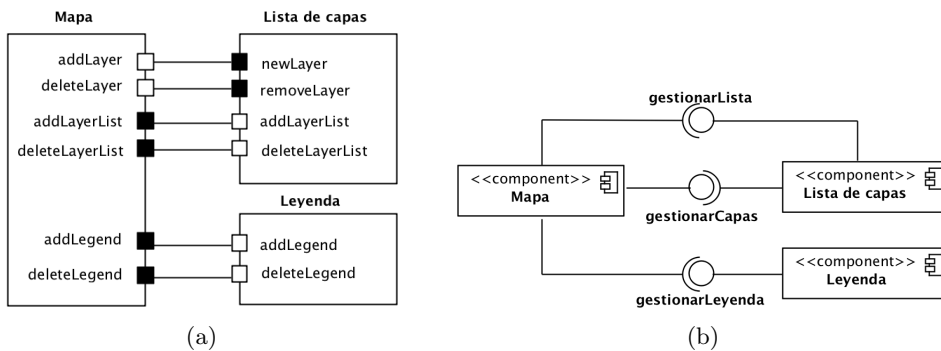 Mapa
addLayer
deleteLayer
addLayerList
deleteLayerList
addLegend
deleteLegend
Lista de capas
newLayer
removeLayer
addLayerList
deleteLayerList
Leyenda
addLegend
deleteLegend
(a)
gestionarLista
<<component>>
Mapa
gestionarCapas
<<component>>
Lista de capas
gestionarLeyenda
<<component>>
Leyenda
(b)